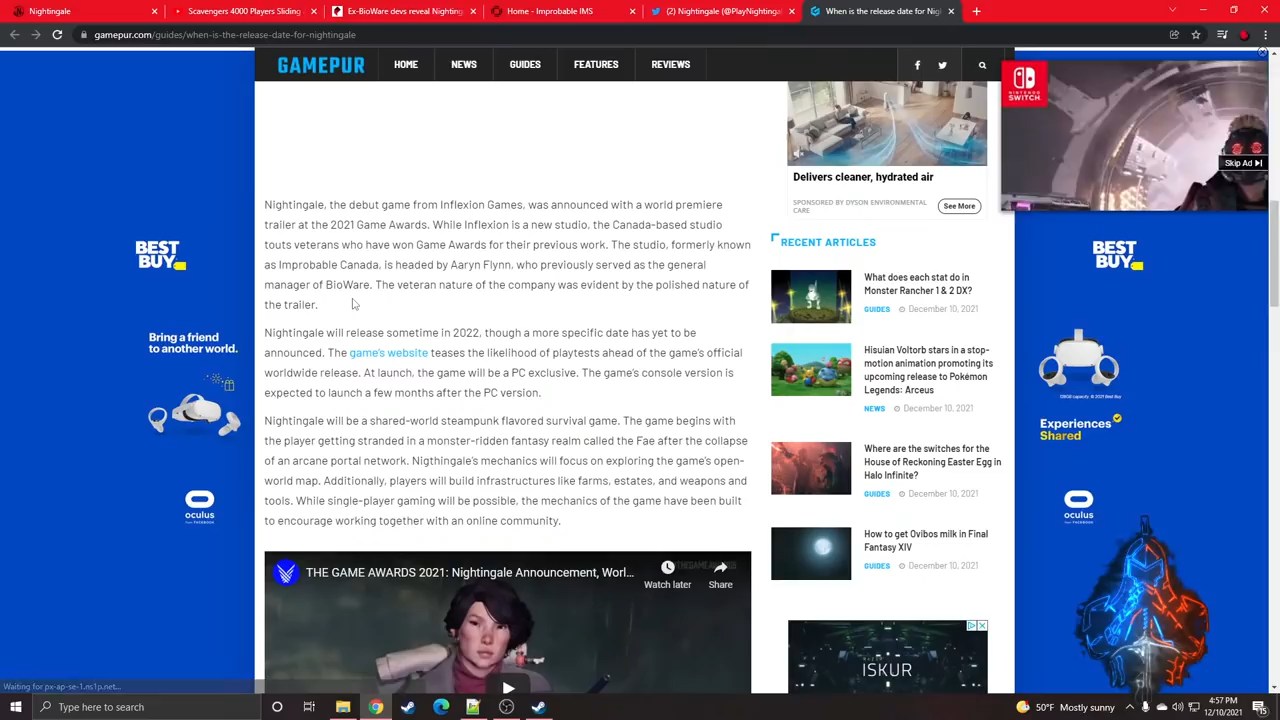 Nightingale
Scavengers 4000 Players Sliding
Ex-BioWare devs reveal Nighting
Home - Improbable IMS
(2) Nightingale (@PlayNightingal
When is the release date for Nigl
gamepur.com/guides/when-is-the-release-date-for-nightingale
GAMEPUR
HOME
NEWS
GUIDES
FEATURES
REVIEWS
NINTENDO
SWITCH
Skip Ad
Delivers cleaner, hydrated air
SPONSORED BY DYSON ENVIRONMENTAL
CARE
See More
Nightingale, the debut game from Inflexion Games, was announced with a world premiere
trailer at the 2021 Game Awards. While Inflexion is a new studio, the Canada-based studio
touts veterans who have won Game Awards for their previous work. The studio, formerly known
as Improbable Canada, is headed by Aaryn Flynn, who previously served as the general
manager of BioWare. The veteran nature of the company was evident by the polished nature of
the trailer.
Nightingale will release sometime in 2022, though a more specific date has yet to be
announced. The game's website teases the likelihood of playtests ahead of the game's official
worldwide release. At launch, the game will be a PC exclusive. The game's console version is
expected to launch a few months after the PC version.
Nightingale will be a shared-world steampunk flavored survival game. The game begins with
the player getting stranded in a monster-ridden fantasy realm called the Fae after the collapse
of an arcane portal network. Nigthingale's mechanics will focus on exploring the game's open-
world map. Additionally, players will build infrastructures like farms, estates, and weapons and
tools. While single-player gaming will be possible, the mechanics of the game have been built
to encourage working together with an online community.
THE GAME AWARDS 2021: Nightingale Announcement, Worl...
Watch later
Share
RECENT ARTICLES
What does each stat do in
Monster Rancher 1 & 2 DX?
GUIDES
December 10, 2021
Hisuian Voltorb stars in a stop-
motion animation promoting its
upcoming release to Pokémon
Legends: Arceus
NEWS
December 10, 2021
Where are the switches for the
House of Reckoning Easter Egg in
Halo Infinite?
GUIDES
December 10, 2021
How to get Ovibos milk in Final
Fantasy XIV
GUIDES
December 10, 2021
ISKUR
BEST
BUY
Bring a friend
to another world.
oculus
from FACEBOOK
BEST
BUY
128GB capacity. © 2021 Best Buy
Experiences
Shared
oculus
from FACEBOOK
Waiting for px-ap-se-1.ns1p.net...
Type here to search
50°F Mostly sunny
4:57 PM
12/10/2021
15